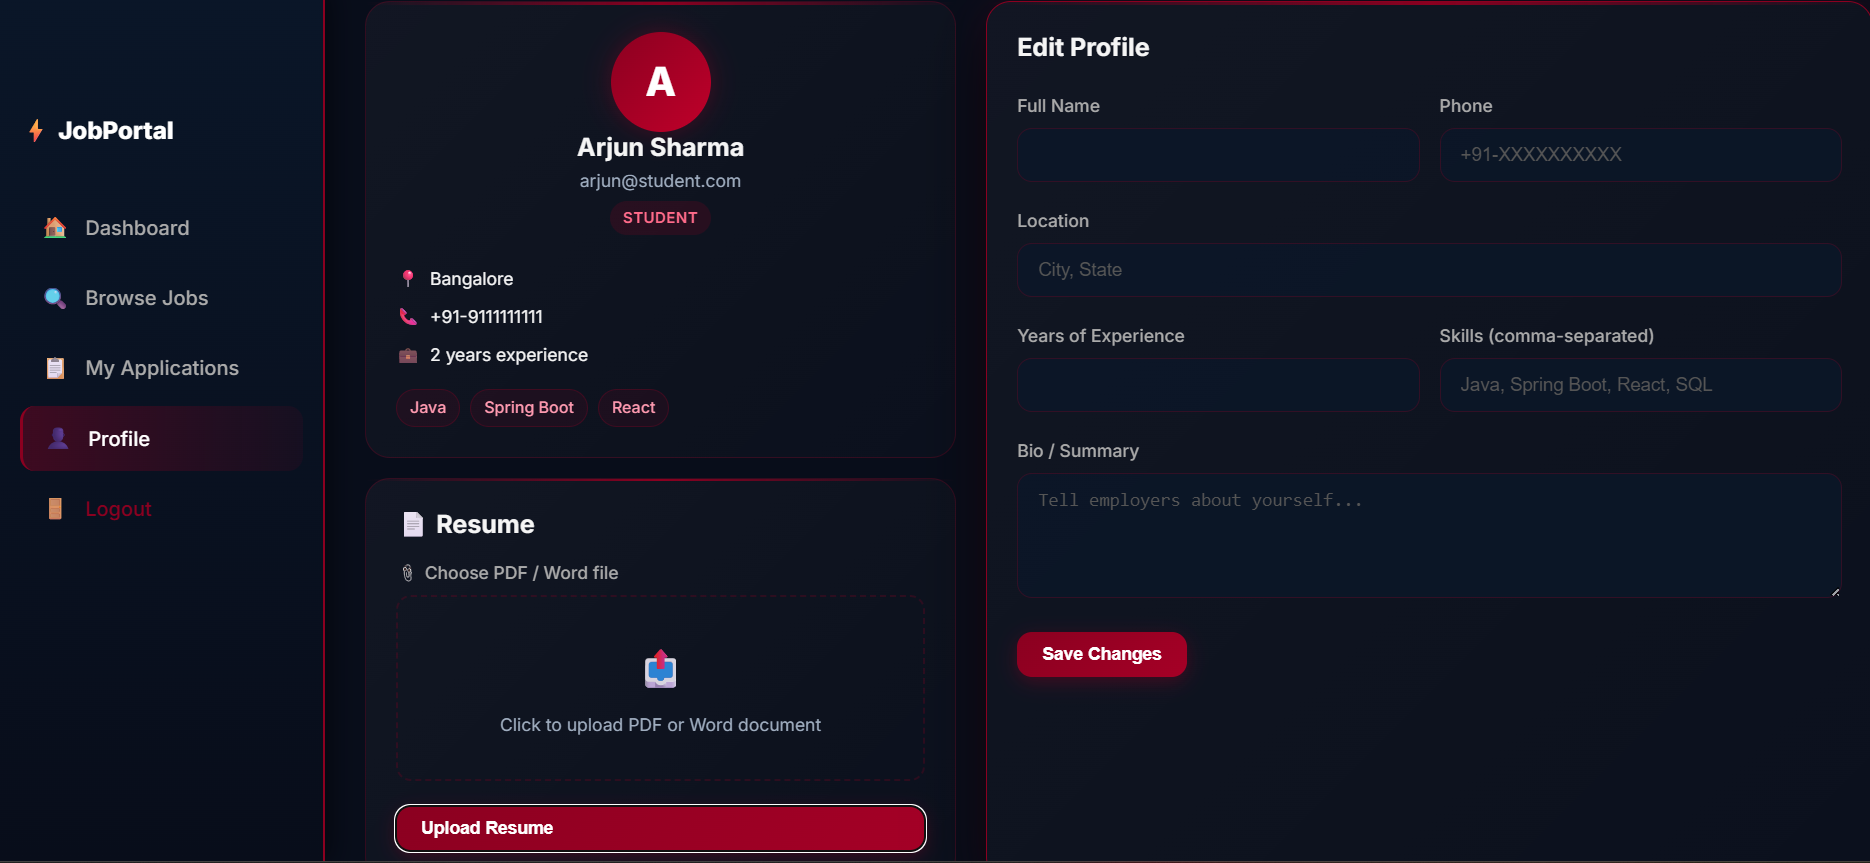 JobPortal
Dashboard
Browse Jobs
My Applications
Profile
Logout
A
Arjun Sharma
arjun@student.com
STUDENT
Bangalore
+91-9111111111
2 years experience
Java Spring Boot React
Resume
Choose PDF / Word file
Click to upload PDF or Word document
Upload Resume
Edit Profile
Full Name Phone
+91-XXXXXXXXXX
Location
City, State
Years of Experience Skills (comma-separated)
Java, Spring Boot, React, SQL
Bio / Summary
Tell employers about yourself...
Save Changes